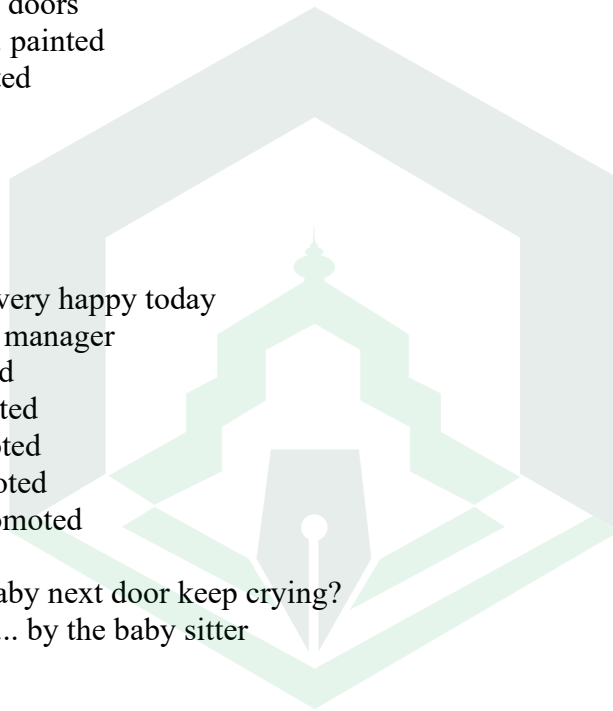 doors
painted
ted
very happy today
manager
d
ted
oted
oted
omoted
aby next door keep crying?
... by the baby sitter